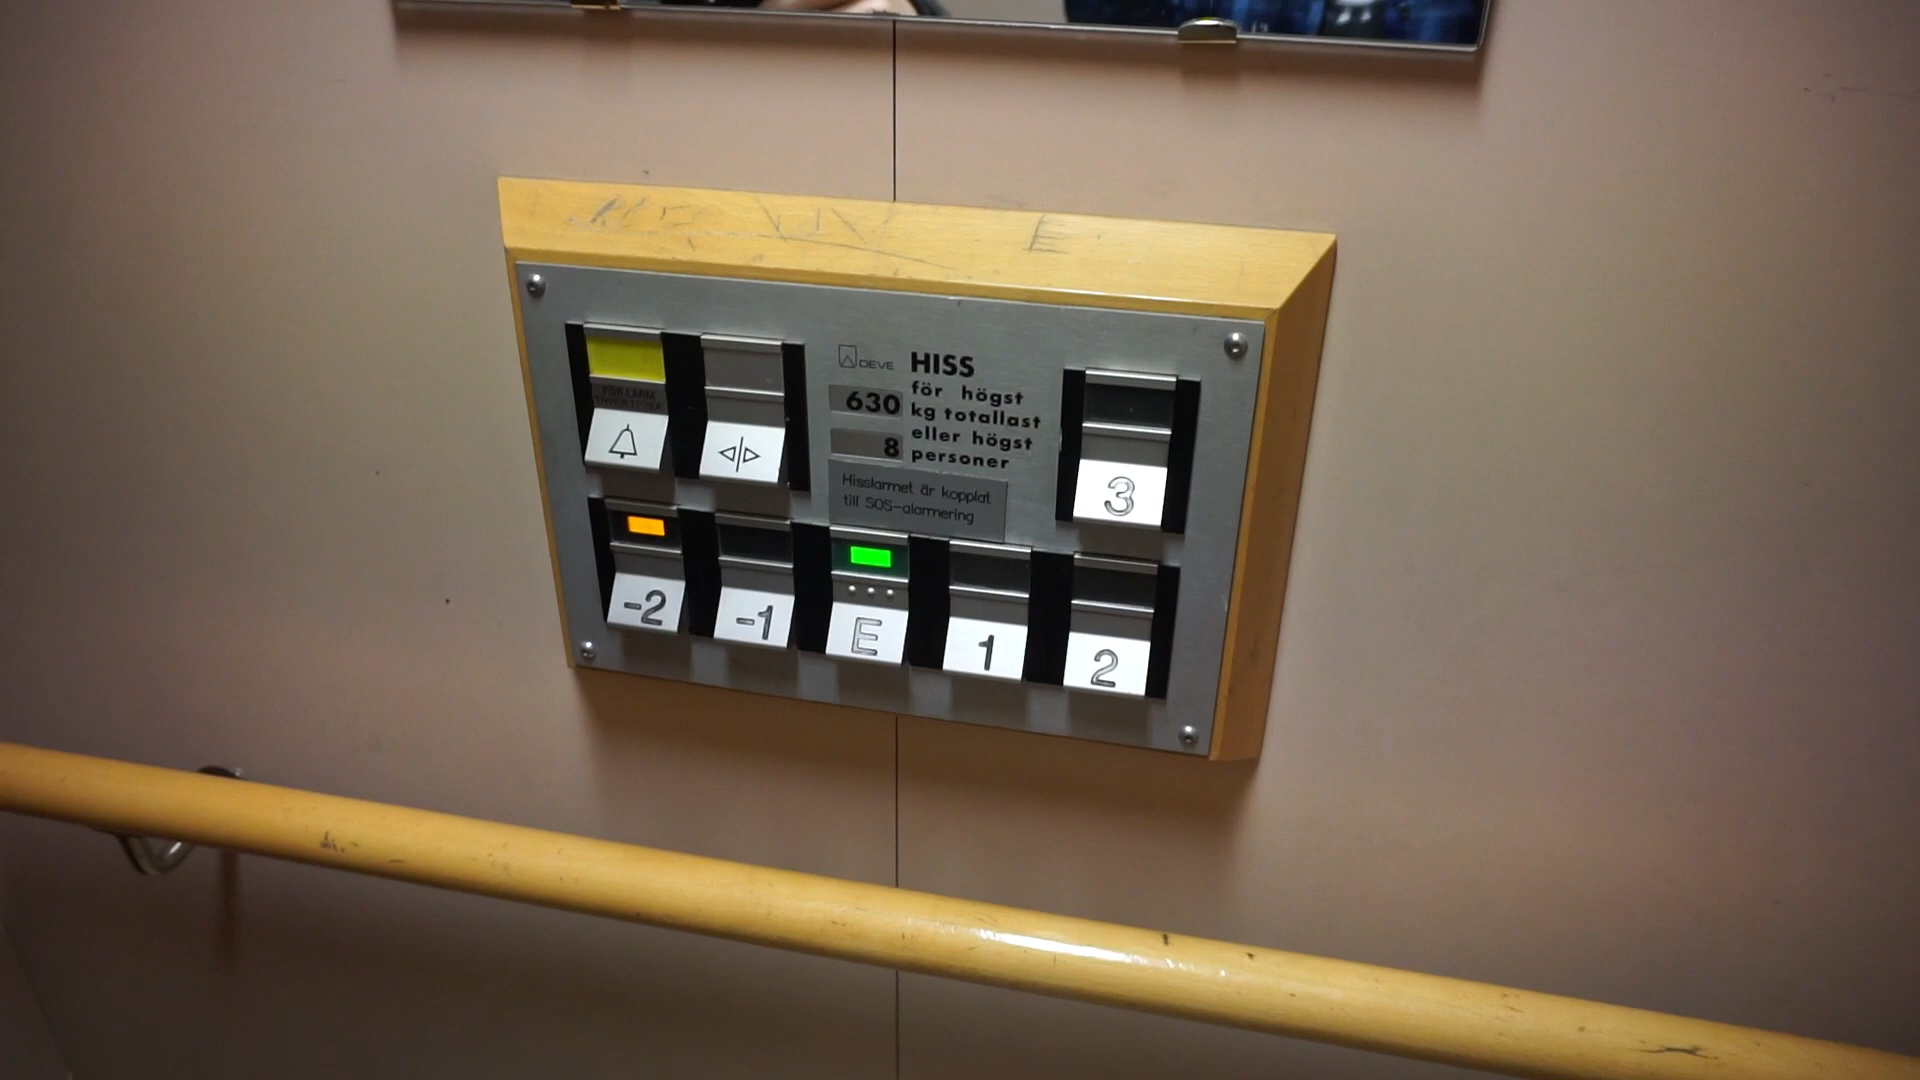 DEVE HISS
för högst
630 kg totallast
eller högst
8 personer
Hisslarmet är kopplat
till SOS-alarmering
3
-2 -1 E 1 2